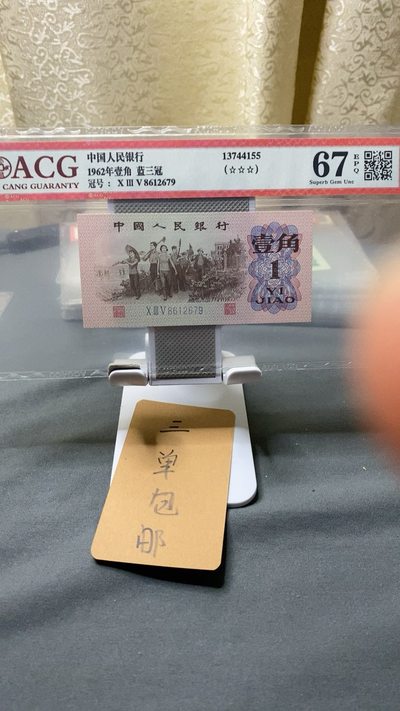 ACG
CANG GUARANTY
中国人民银行
1962年壹角 蓝三冠
冠号: X III V 8612679
13744155
(☆☆☆)
67 EPQ
Superb Gem Unc
中國人民銀行
壹角
1
YI
JIAO
X III V 8612679
三
单
包
邮